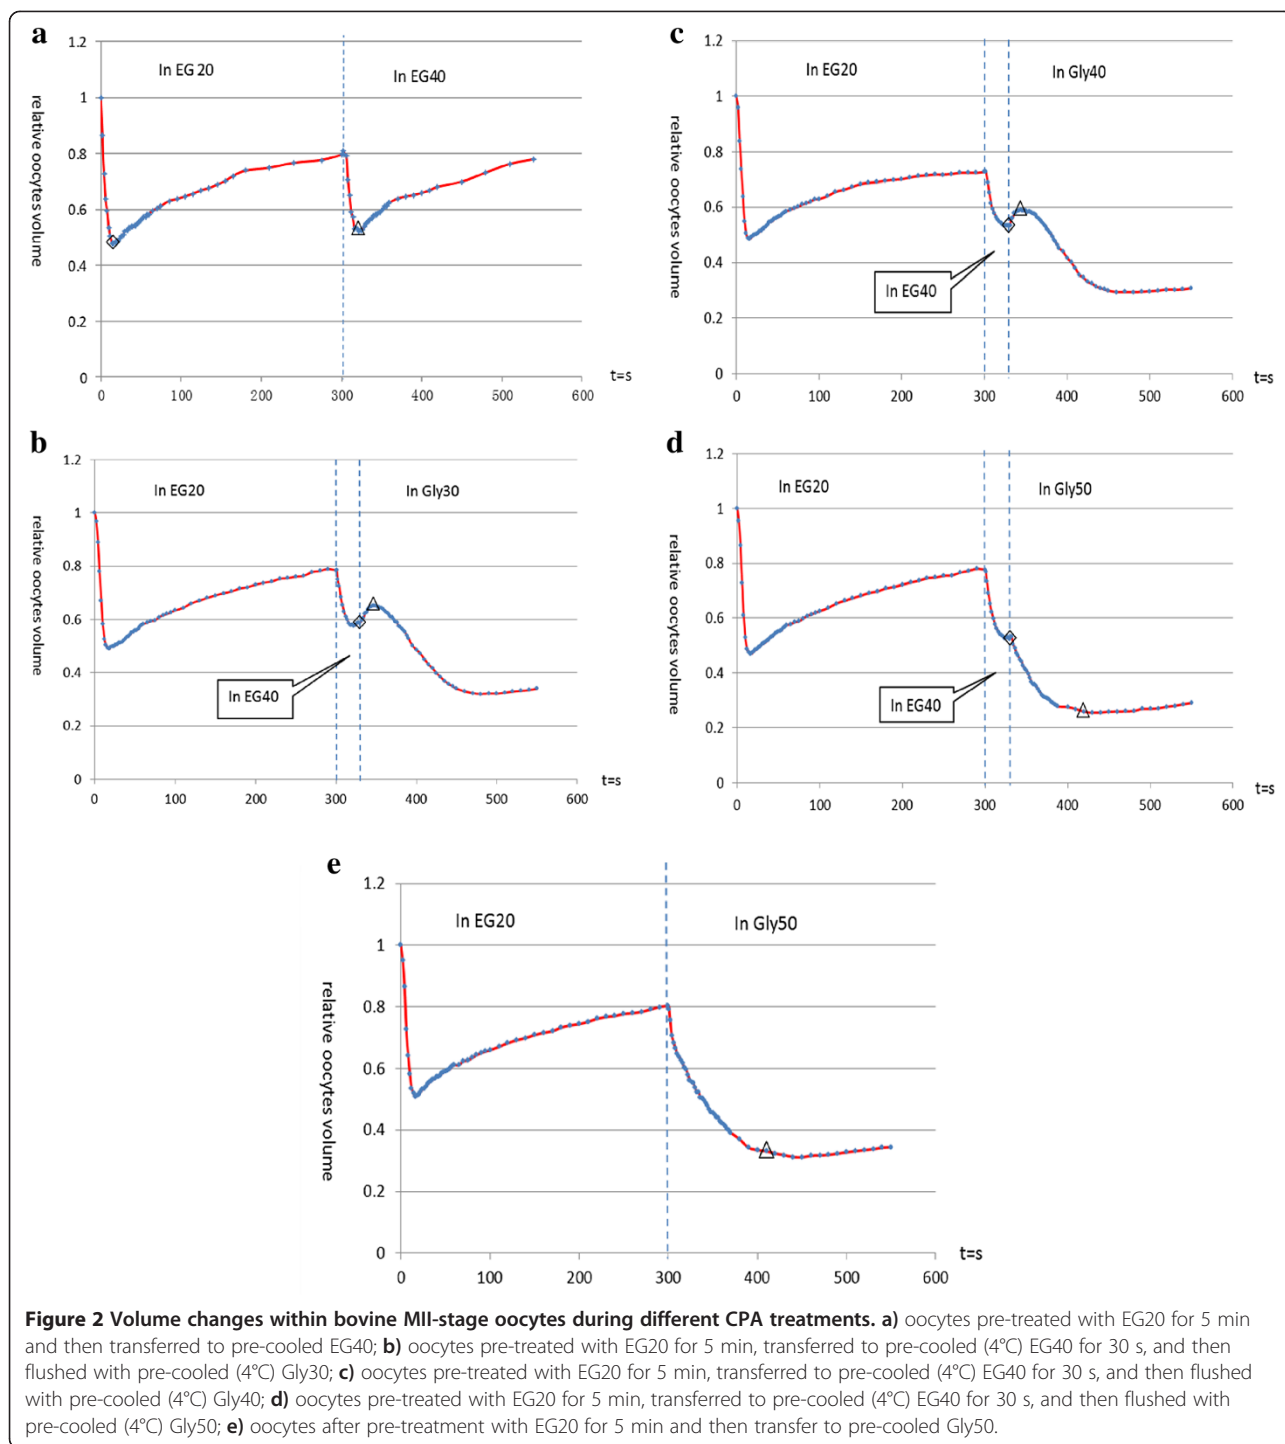 a
1.2
1
0.8
0.6
0.4
0.2
0
relative oocytes volume
In EG 20
In EG40
t=s
0 100 200 300 400 500 600
b
1.2
1
0.8
0.6
0.4
0.2
0
relative oocytes volume
In EG20
In Gly30
In EG40
t=s
0 100 200 300 400 500 600
c
1.2
1
0.8
0.6
0.4
0.2
0
relative oocytes volume
In EG20
In Gly40
In EG40
t=s
0 100 200 300 400 500 600
d
1.2
1
0.8
0.6
0.4
0.2
0
relative oocytes volume
In EG20
In Gly50
In EG40
t=s
0 100 200 300 400 500 600
e
1.2
1
0.8
0.6
0.4
0.2
0
relative oocytes volume
In EG20
In Gly50
t=s
0 100 200 300 400 500 600
Figure 2 Volume changes within bovine MII-stage oocytes during different CPA treatments. a) oocytes pre-treated with EG20 for 5 min
and then transferred to pre-cooled EG40; b) oocytes pre-treated with EG20 for 5 min, transferred to pre-cooled (4°C) EG40 for 30 s, and then
flushed with pre-cooled (4°C) Gly30; c) oocytes pre-treated with EG20 for 5 min, transferred to pre-cooled (4°C) EG40 for 30 s, and then flushed
with pre-cooled (4°C) Gly40; d) oocytes pre-treated with EG20 for 5 min, transferred to pre-cooled (4°C) EG40 for 30 s, and then flushed with
pre-cooled (4°C) Gly50; e) oocytes after pre-treatment with EG20 for 5 min and then transfer to pre-cooled Gly50.